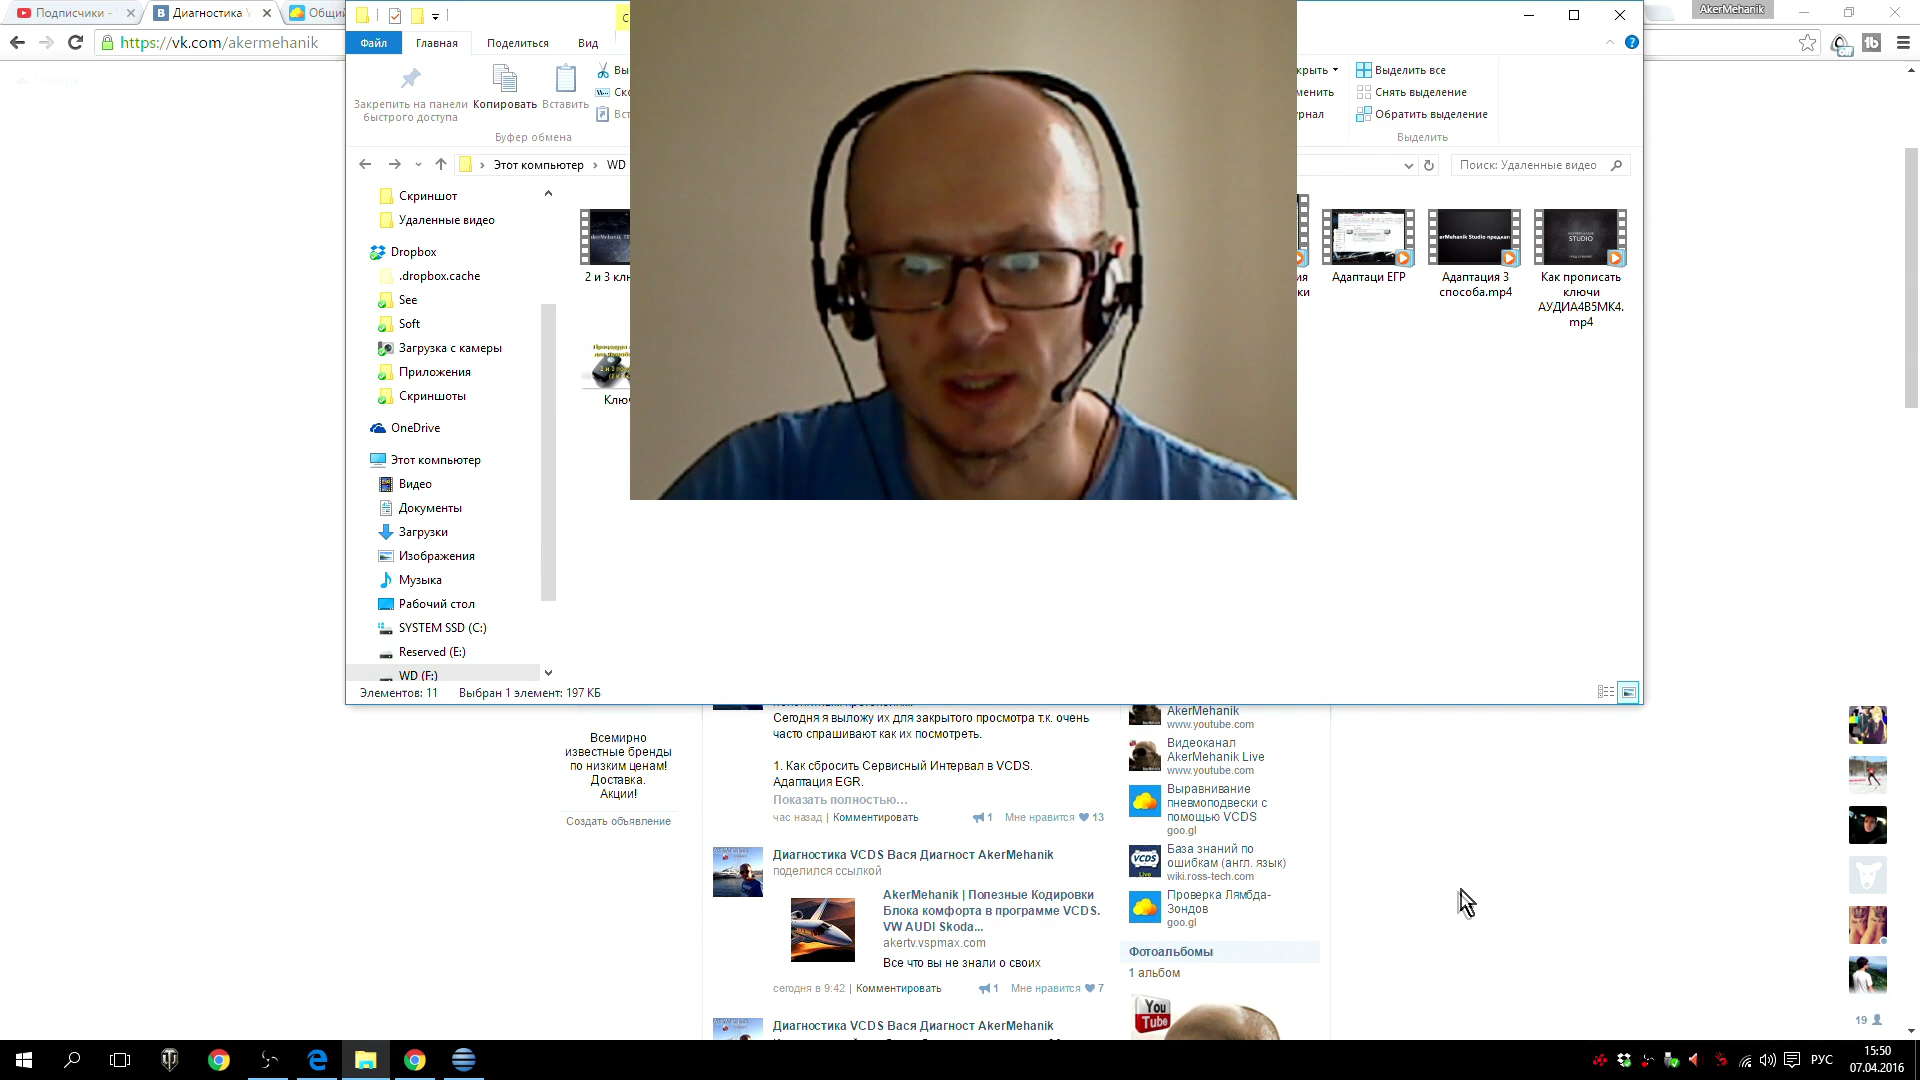 Подписчики -
Диагностика
Общий
AkerMehanik
https://vk.com/akermehanik
Файл
Главная
Поделиться
Вид
Закрепить на панели
быстрого доступа
Копировать
Вставить
Буфер обмена
Выделить все
Снять выделение
Обратить выделение
Выделить
Этот компьютер
WD
Поиск: Удаленные видео
Скриншот
Удаленные видео
Dropbox
.dropbox.cache
See
Soft
Загрузка с камеры
Приложения
Скриншоты
OneDrive
Этот компьютер
Видео
Документы
Загрузки
Изображения
Музыка
Рабочий стол
SYSTEM SSD (C:)
Reserved (E:)
WD (F:)
2 и 3 клю
Ключ
Адаптаци ЕГР
Адаптация 3
способа.mp4
STUDIO
Как прописать
ключи
АУДИА4В5МК4.
mp4
Элементов: 11
Выбран 1 элемент: 197 КБ
Всемирно
известные бренды
по низким ценам!
Доставка.
Акции!
Создать объявление
Сегодня я выложу их для закрытого просмотра т.к. очень
часто спрашивают как их посмотреть.
1. Как сбросить Сервисный Интервал в VCDS.
Адаптация EGR.
Показать полностью...
час назад | Комментировать
1
Мне нравится
13
Диагностика VCDS Вася Диагност AkerMehanik
поделился ссылкой
AkerMehanik | Полезные Кодировки
Блока комфорта в программе VCDS.
VW AUDI Skoda...
akertv.vspmax.com
Все что вы не знали о своих
сегодня в 9:42 | Комментировать
1
Мне нравится
7
Диагностика VCDS Вася Диагност AkerMehanik
AkerMehanik
www.youtube.com
Видеоканал
AkerMehanik Live
www.youtube.com
Выравнивание
пневмоподвески с
помощью VCDS
goo.gl
VCDS
Live
База знаний по
ошибкам (англ. язык)
wiki.ross-tech.com
Проверка Лямбда-
Зондов
goo.gl
Фотоальбомы
1 альбом
You
Tube
19
РУС
15:50
07.04.2016